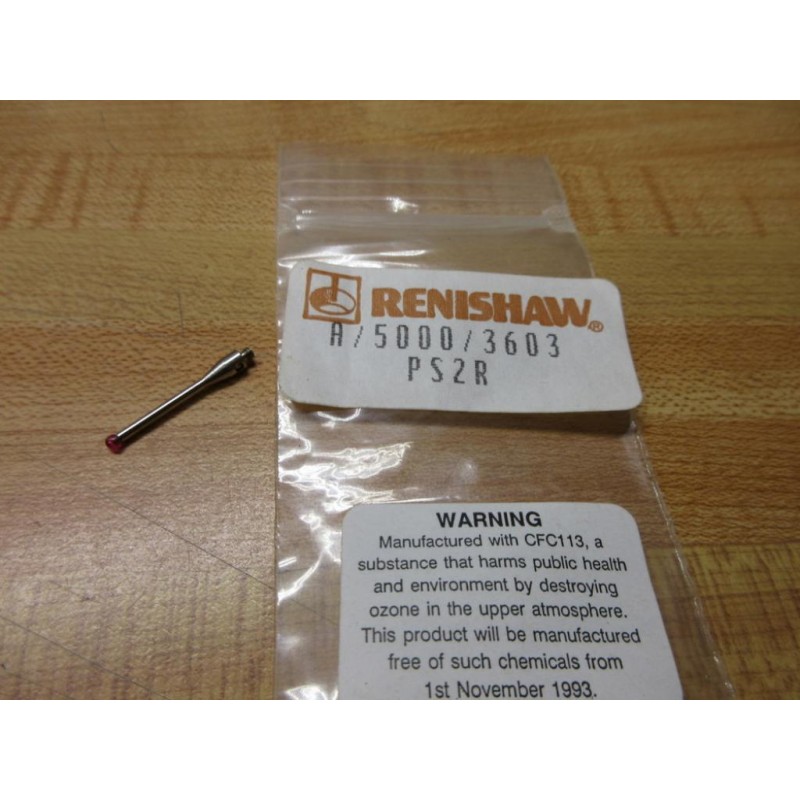 RENISHAW®
A/5000/3603
PS2R
WARNING
Manufactured with CFC113, a
substance that harms public health
and environment by destroying
ozone in the upper atmosphere.
This product will be manufactured
free of such chemicals from
1st November 1993.